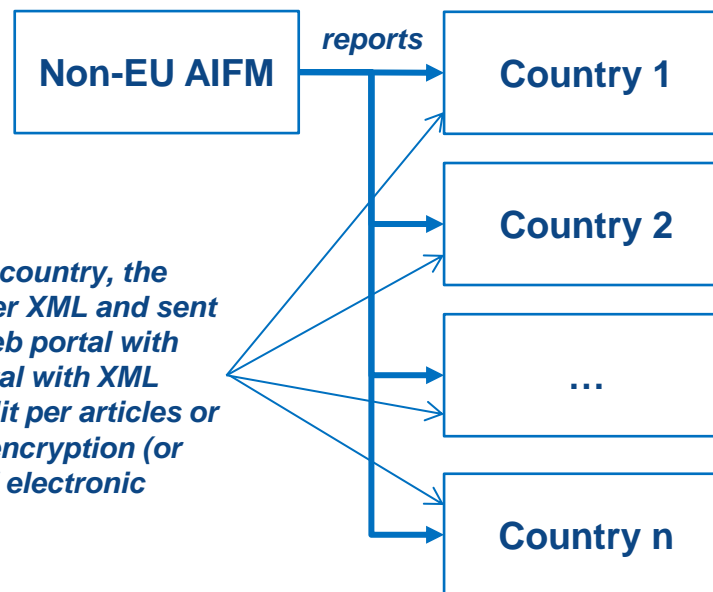 reports
Non-EU AIFM
Country 1
Country 2
country, the
er XML and sent
eb portal with
al with XML
it per articles or
encryption (or
electronic
…
Country n